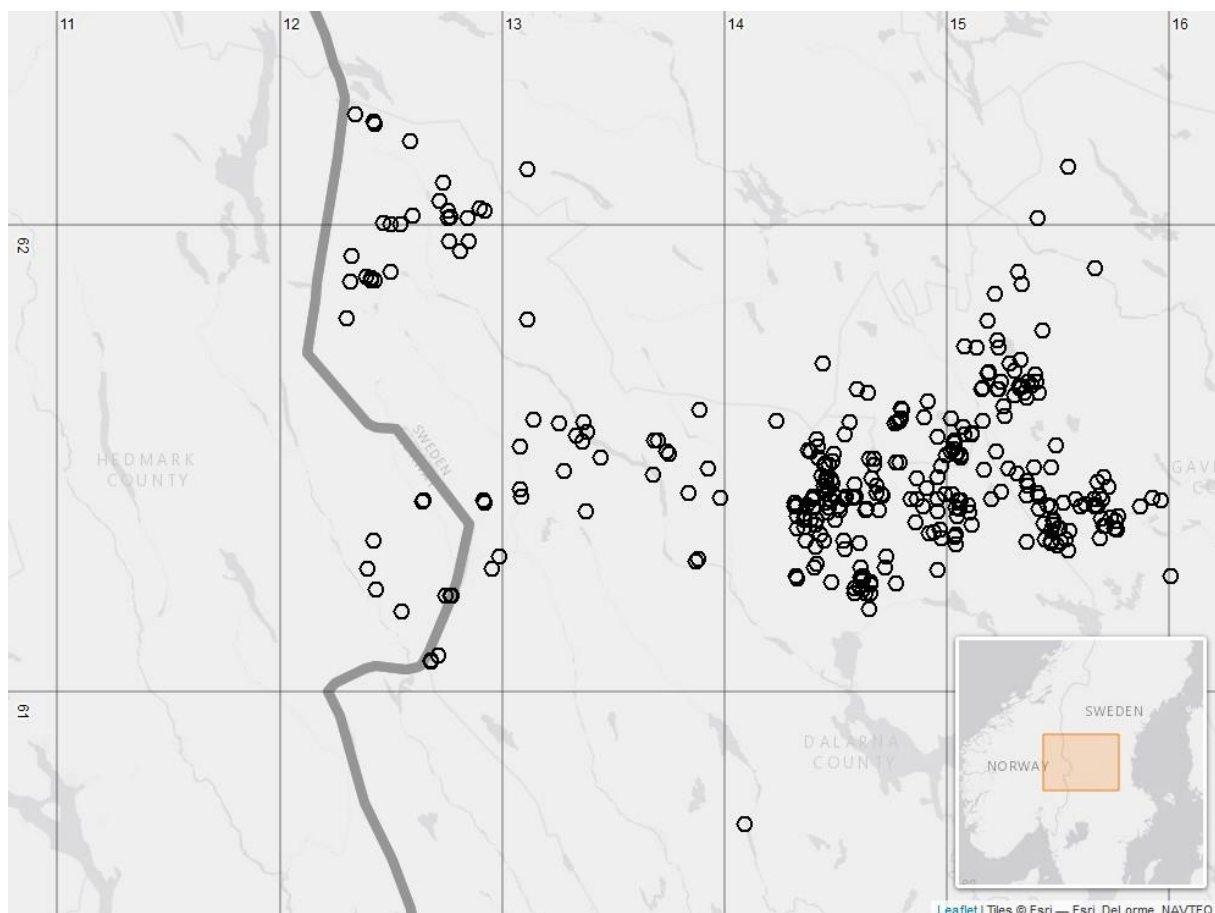 11 12 13 14 15 16
62
SWEDEN
HEDMARK
COUNTY
GAV
61
DALARNA
COUNTY
SWEDEN
NORWAY
Leaflet | Tiles © Esri — Esri, DeLorme, NAVTEQ